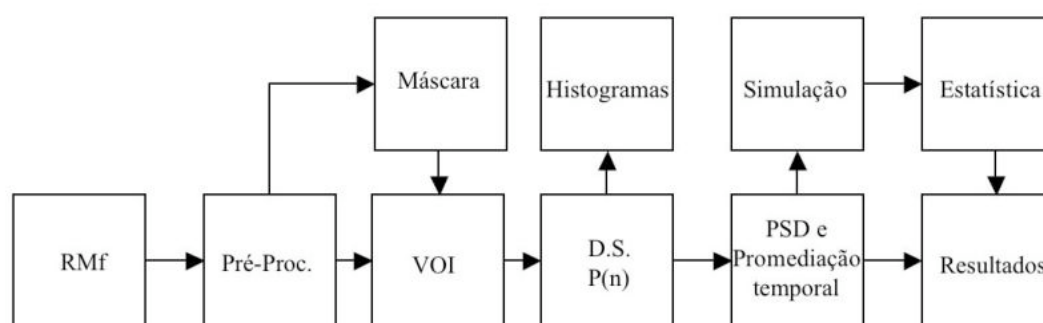 Máscara
Histogramas
Simulação
Estatística
RMf
Pré-Proc.
VOI
D.S.
P(n)
PSD e
Promediação
temporal
Resultados